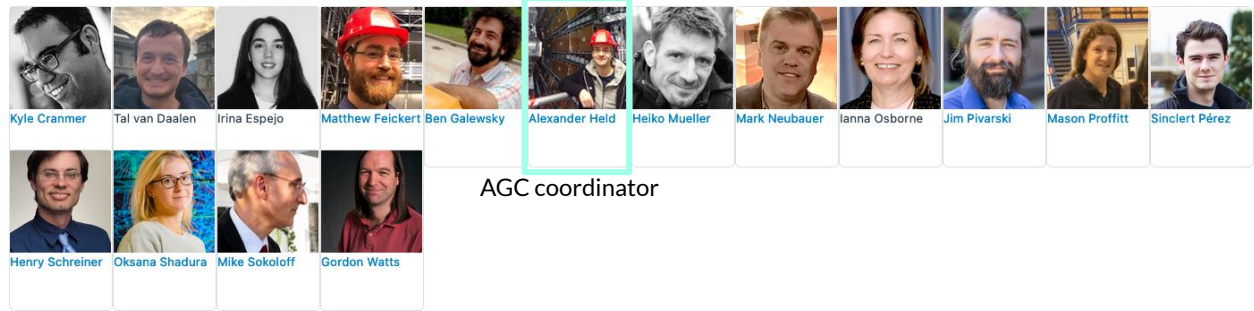 Kyle Cranmer
Tal van Daalen
Irina Espejo
Matthew Feickert
Ben Galewsky
Alexander Held
Heiko Mueller
Mark Neubauer
Ianna Osborne
Jim Pivarski
Mason Proffitt
Sinclert Pérez
AGC coordinator
Henry Schreiner
Oksana Shadura
Mike Sokoloff
Gordon Watts